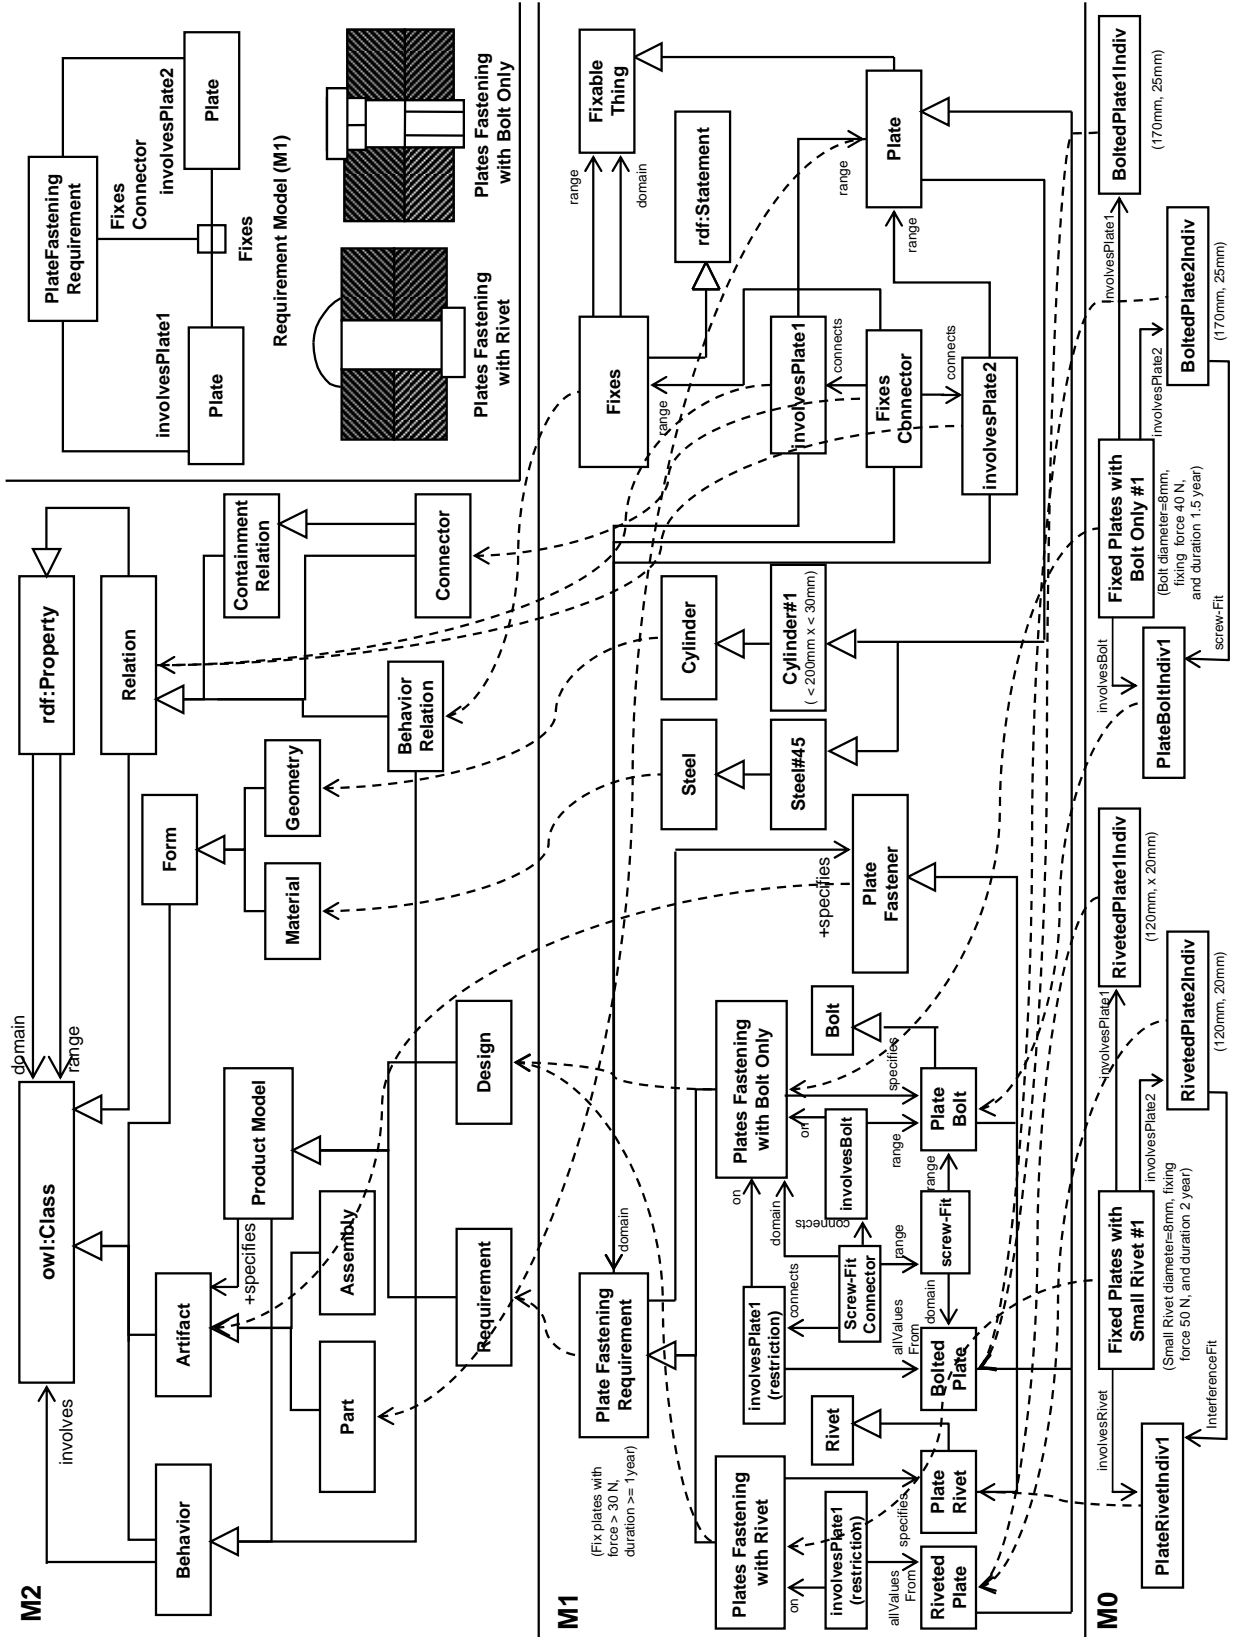 M2
Behavior
involves
owl:Class
domain
range
rdf:Property
Artifact
+specifies
Part
Assembly
Product Model
Requirement
Design
Form
Material
Geometry
Relation
Behavior
Relation
Containment
Relation
Connector
PlateFastening
Requirement
involvesPlate1
Fixes
Connector
involvesPlate2
Plate
Plate
Fixes
Requirement Model (M1)
Plates Fastening
with Rivet
Plates Fastening
with Bolt Only
M1
Plate Fastening
Requirement
(Fix plates with
force > 30 N,
duration >= 1year)
domain
Plates Fastening
with Rivet
on
involvesPlate1
(restriction)
allValues
From
specifies
Riveted
Plate
Plate
Rivet
Rivet
involvesPlate1
(restriction)
on
connects
domain
Screw-Fit
Connector
connects
allValues
From
domain
range
Bolted
Plate
screw-Fit
range
Plates Fastening
with Bolt Only
on
involvesBolt
range
specifies
Plate
Bolt
Bolt
+specifies
Plate
Fastener
Steel
Steel#45
Cylinder
Cylinder#1
( < 200mm x < 30mm)
Fixes
range
domain
Fixable
Thing
rdf:Statement
range
involvesPlate1
connects
Fixes
Connector
connects
involvesPlate2
range
range
Plate
M0
PlateRivetIndiv1
involvesRivet
Fixed Plates with
Small Rivet #1
(Small Rivet diameter=8mm, fixing
force 50 N, and duration 2 year)
InterferenceFit
involvesPlate1
involvesPlate2
RivetedPlate1Indiv
(120mm, x 20mm)
RivetedPlate2Indiv
(120mm, 20mm)
PlateBoltIndiv1
involvesBolt
Fixed Plates with
Bolt Only #1
(Bolt diameter=8mm,
fixing force 40 N,
and duration 1.5 year)
screw-Fit
involvesPlate1
involvesPlate2
BoltedPlate1Indiv
(170mm, 25mm)
BoltedPlate2Indiv
(170mm, 25mm)